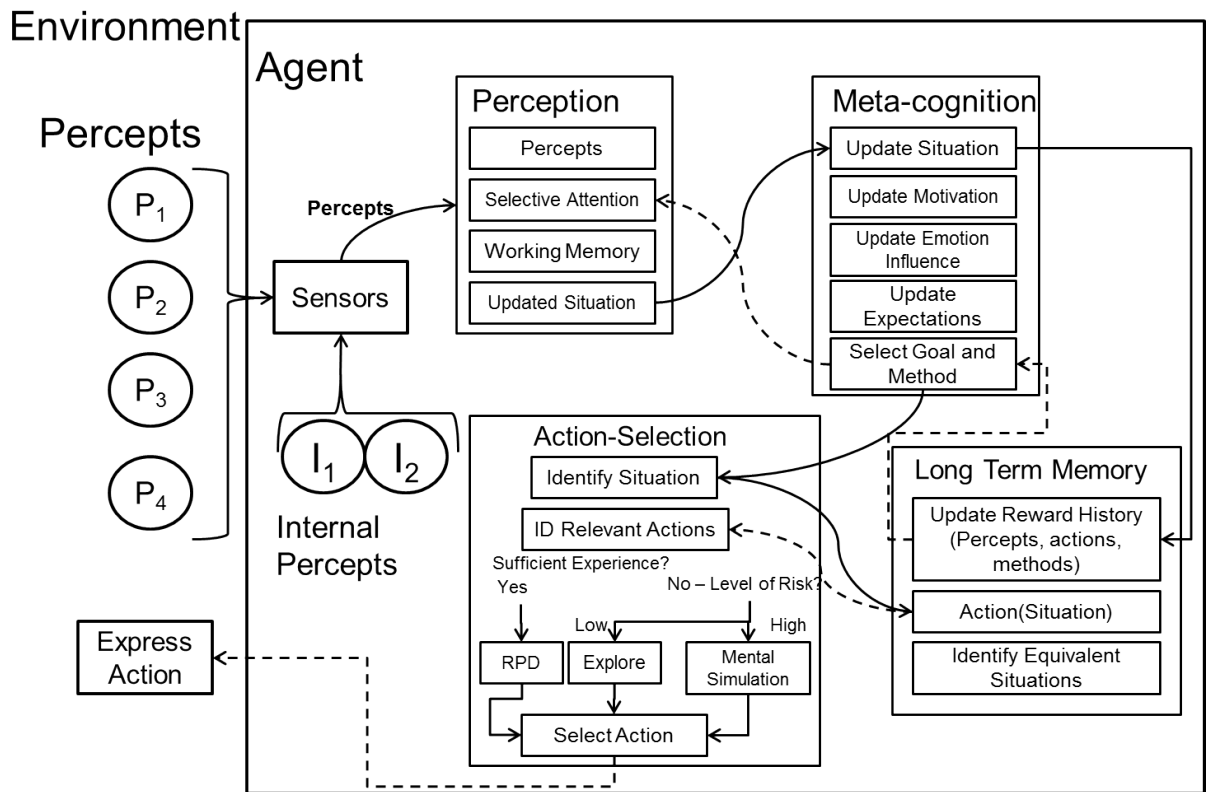 Environment
Agent
Percepts
P1
P2
P3
P4
Percepts
Sensors
I1
I2
Internal
Percepts
Express
Action
Perception
Percepts
Selective Attention
Working Memory
Updated Situation
Meta-cognition
Update Situation
Update Motivation
Update Emotion
Influence
Update
Expectations
Select Goal and
Method
Action-Selection
Identify Situation
ID Relevant Actions
Sufficient Experience?
Yes
No – Level of Risk?
Low
High
RPD
Explore
Mental
Simulation
Select Action
Long Term Memory
Update Reward History
(Percepts, actions,
methods)
Action(Situation)
Identify Equivalent
Situations